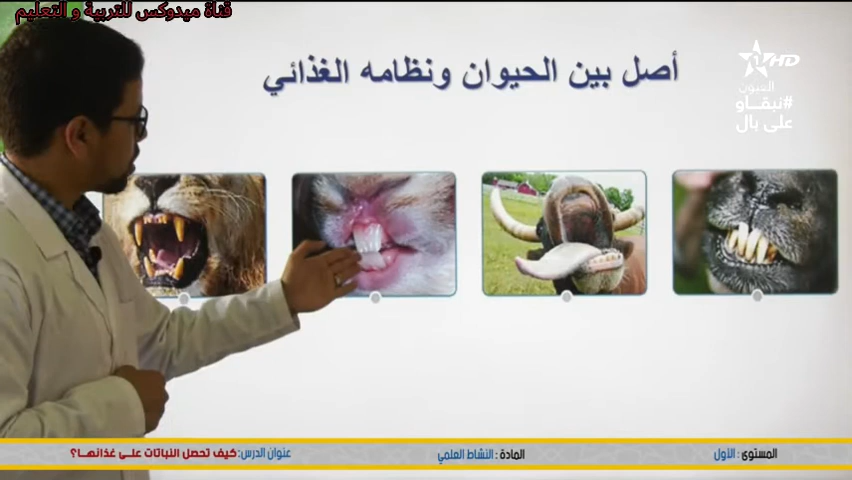 قناة ميدوكس للتربية و التعليم
أصل بين الحيوان ونظامه الغذائي
HD
العيون
#نبقاو
على بال
المستوى : الأول
المادة : النشاط العلمي
عنوان الدرس: كيف تحصل النباتات على غذائها؟